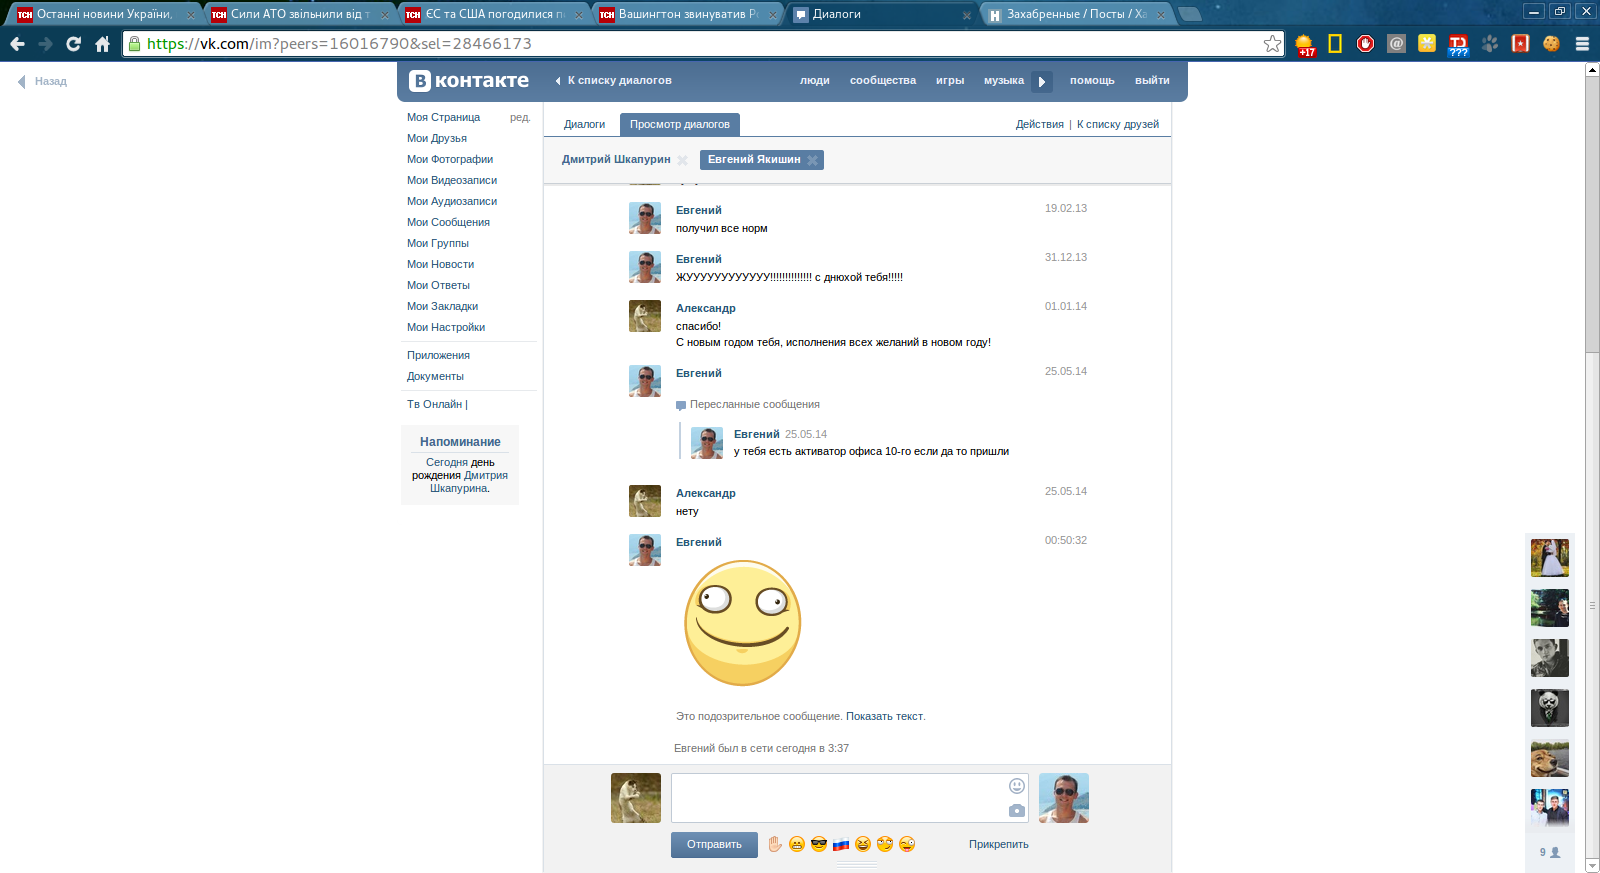 Останні новини України,
Сили АТО звільнили від т
ЄС та США погодилися п
Вашингтон звинуватив Ро
Диалоги
Захабренные / Посты / Ха
https://vk.com/im?peers=16016790&sel=28466173
+17
???
Назад
В контакте
К списку диалогов
люди
сообщества
игры
музыка
помощь
выйти
Моя Страница
ред.
Мои Друзья
Мои Фотографии
Мои Видеозаписи
Мои Аудиозаписи
Мои Сообщения
Мои Группы
Мои Новости
Мои Ответы
Мои Закладки
Мои Настройки
Приложения
Документы
Тв Онлайн |
Напоминание
Сегодня день
рождения Дмитрия
Шкапурина.
Диалоги
Просмотр диалогов
Действия | К списку друзей
Дмитрий Шкапурин
Евгений Якишин
Евгений
19.02.13
получил все норм
Евгений
31.12.13
ЖУУУУУУУУУУУУ!!!!!!!!!!!!!! с днюхой тебя!!!!!
Александр
01.01.14
спасибо!
С новым годом тебя, исполнения всех желаний в новом году!
Евгений
25.05.14
Пересланные сообщения
Евгений 25.05.14
у тебя есть активатор офиса 10-го если да то пришли
Александр
25.05.14
нету
Евгений
00:50:32
Это подозрительное сообщение. Показать текст.
Евгений был в сети сегодня в 3:37
Отправить
Прикрепить
9